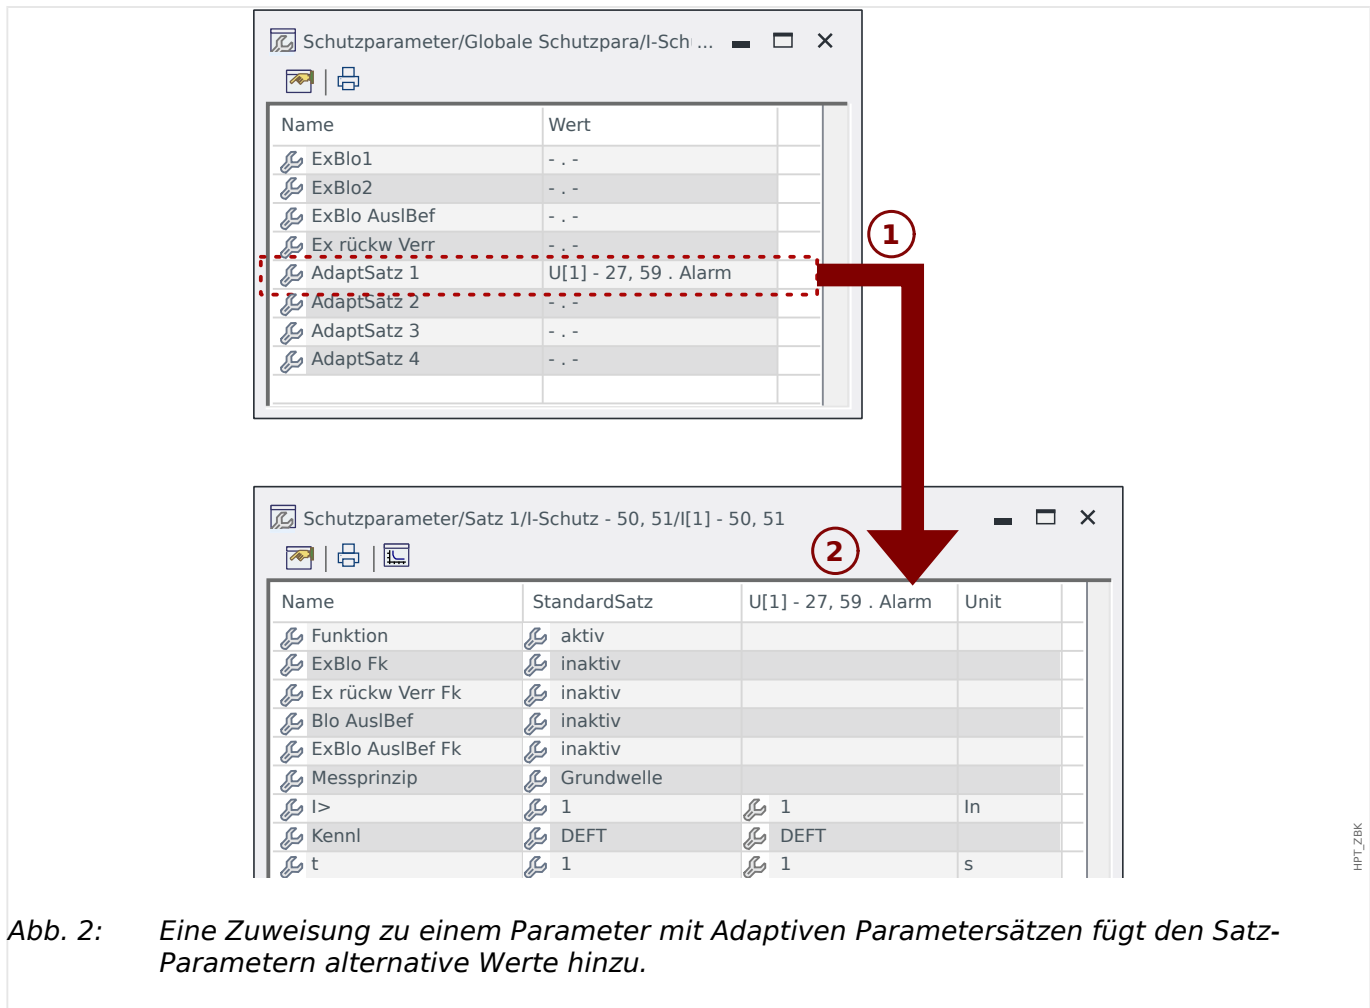 Schutzparameter/Globale Schutzpara/I-Sch ...
Name Wert
ExBlo1 - . -
ExBlo2 - . -
ExBlo AuslBef - . -
Ex rückw Verr - . -
AdaptSatz 1 U[1] - 27, 59 . Alarm
AdaptSatz 2 - . -
AdaptSatz 3 - . -
AdaptSatz 4 - . -
1
Schutzparameter/Satz 1/I-Schutz - 50, 51/I[1] - 50, 51
2
Name StandardSatz U[1] - 27, 59 . Alarm Unit
Funktion aktiv
ExBlo Fk inaktiv
Ex rückw Verr Fk inaktiv
Blo AuslBef inaktiv
ExBlo AuslBef Fk inaktiv
Messprinzip Grundwelle
I> 1 1 In
Kennl DEFT DEFT
t 1 1 s
HPT_ZBK
Abb. 2: Eine Zuweisung zu einem Parameter mit Adaptiven Parametersätzen fügt den Satz-
Parametern alternative Werte hinzu.